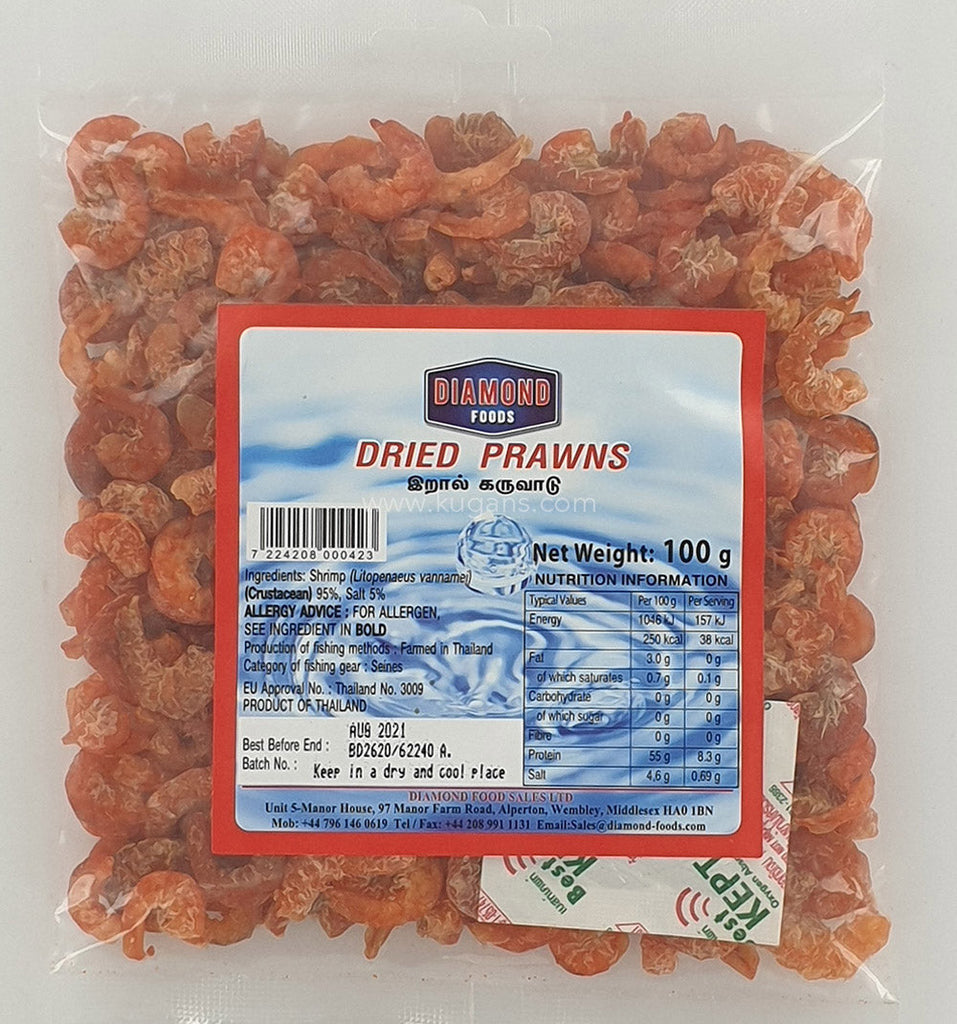 DIAMOND
FOODS
DRIED PRAWNS
இறால் கருவாடு
www.kugans.com
7 224208 000423
Net Weight: 100 g
Ingredients: Shrimp (Litopenaeus vannamei)
(Crustacean) 95%, Salt 5%
ALLERGY ADVICE : FOR ALLERGEN,
SEE INGREDIENT IN BOLD
Production of fishing methods : Farmed in Thailand
Category of fishing gear : Seines
EU Approval No. : Thailand No. 3009
PRODUCT OF THAILAND
NUTRITION INFORMATION
Typical Values Per 100 g Per Serving
Energy 1046 kJ 157 kJ
250 kcal 38 kcal
Fat 3.0 g 0 g
of which saturates 0.7 g 0.1 g
Carbohydrate 0 g 0 g
of which sugar 0 g 0 g
Fibre 0 g 0 g
Protein 55 g 8.3 g
Salt 4,6 g 0,69 g
Best Before End : AUG 2021
Batch No. : BD2620/62240 A.
Keep in a dry and cool place
DIAMOND FOOD SALES LTD
Unit 5-Manor House, 97 Manor Farm Road, Alperton, Wembley, Middlesex HA0 1BN
Mob: +44 796 146 0619 Tel / Fax: +44 208 991 1131 Email:Sales@diamond-foods.com
Best
KEPT